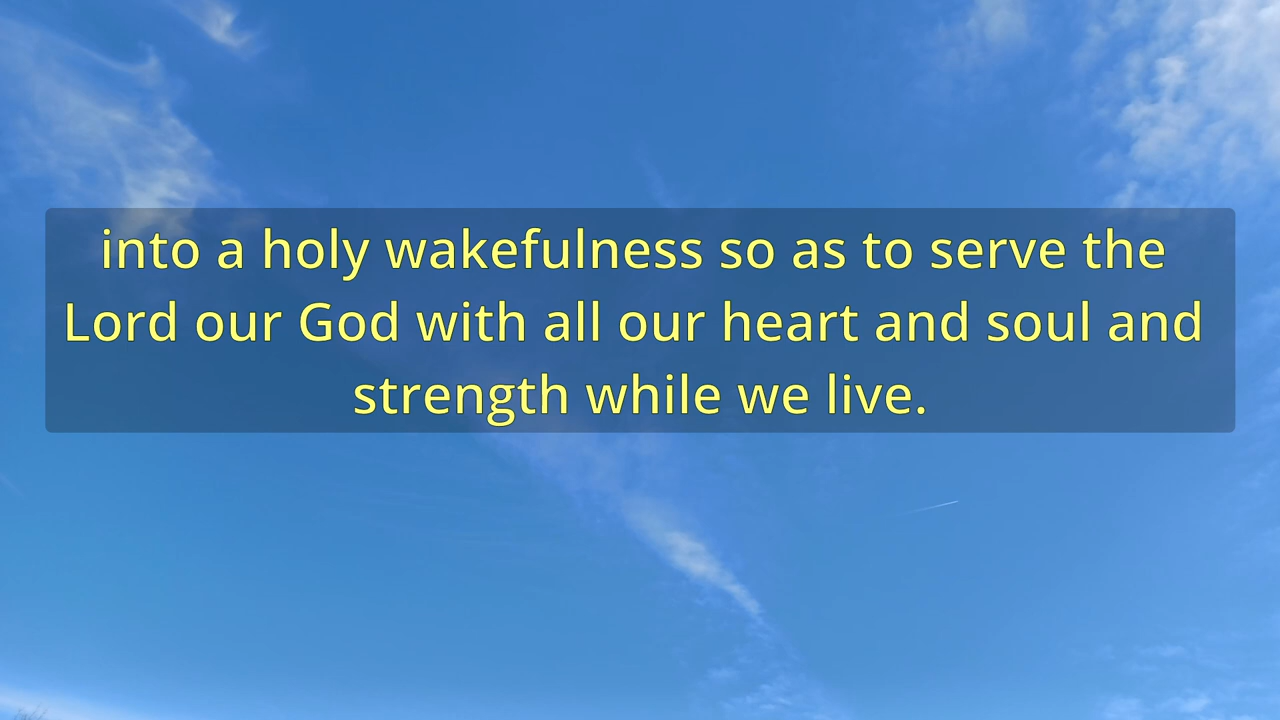 into a holy wakefulness so as to serve the
Lord our God with all our heart and soul and
strength while we live.